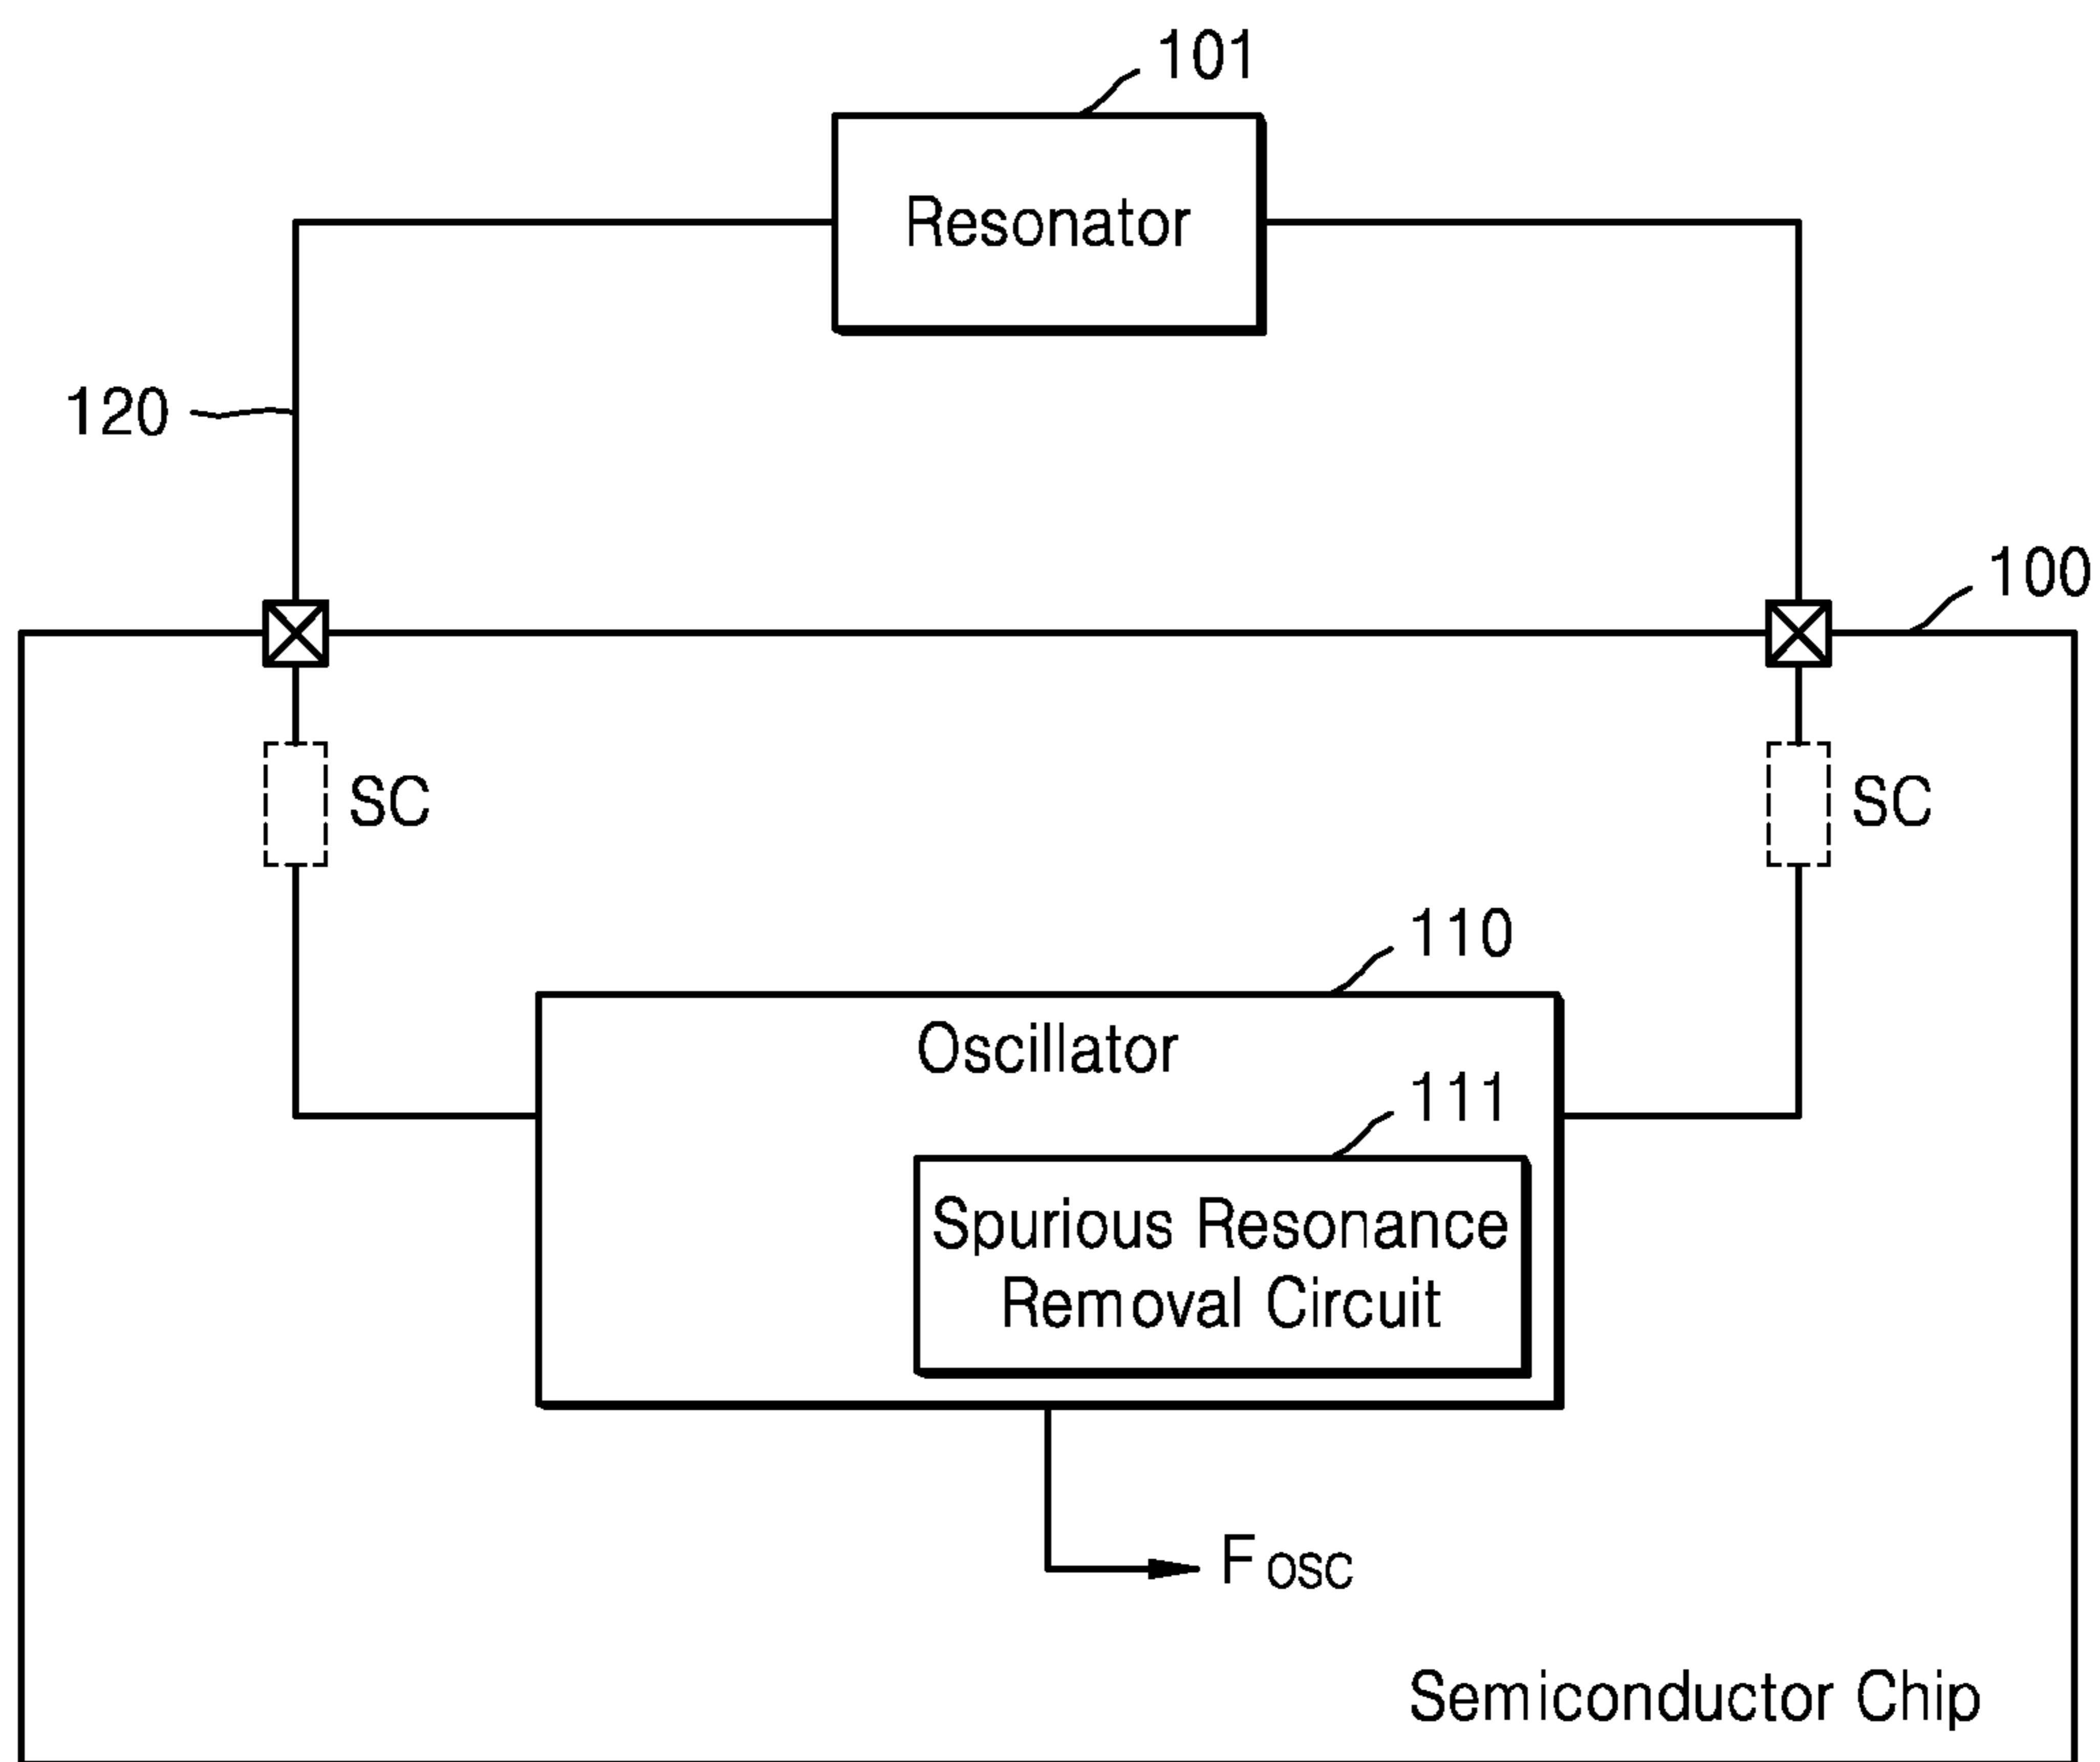 101
Resonator
120
100
SC
SC
110
Oscillator
111
Spurious Resonance
Removal Circuit
FOSC
Semiconductor Chip